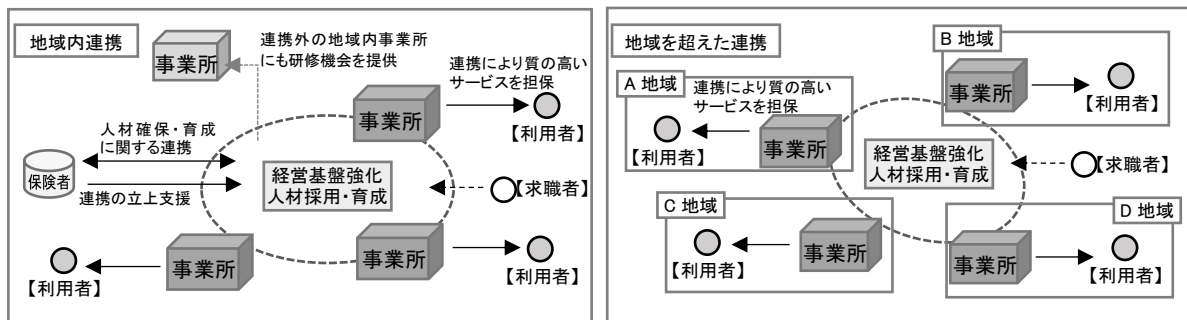 地域内連携
事業所
連携外の地域内事業所
にも研修機会を提供
連携により質の高い
サービスを担保
事業所
【利用者】
人材確保・育成
に関する連携
保険者
連携の立上支援
経営基盤強化
人材採用・育成
【求職者】
事業所
【利用者】
事業所
【利用者】
地域を超えた連携
B 地域
事業所
【利用者】
A 地域
連携により質の高い
サービスを担保
事業所
【利用者】
経営基盤強化
人材採用・育成
【求職者】
C 地域
事業所
【利用者】
D 地域
事業所
【利用者】